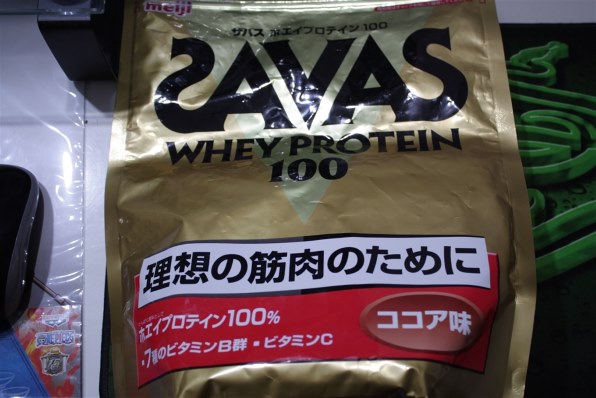 meiji
ザバス ホエイプロテイン100
SAVAS
WHEY PROTEIN
100
理想の筋肉のために
ホエイプロテイン100%
ココア味
・7種のビタミンB群・ビタミンC